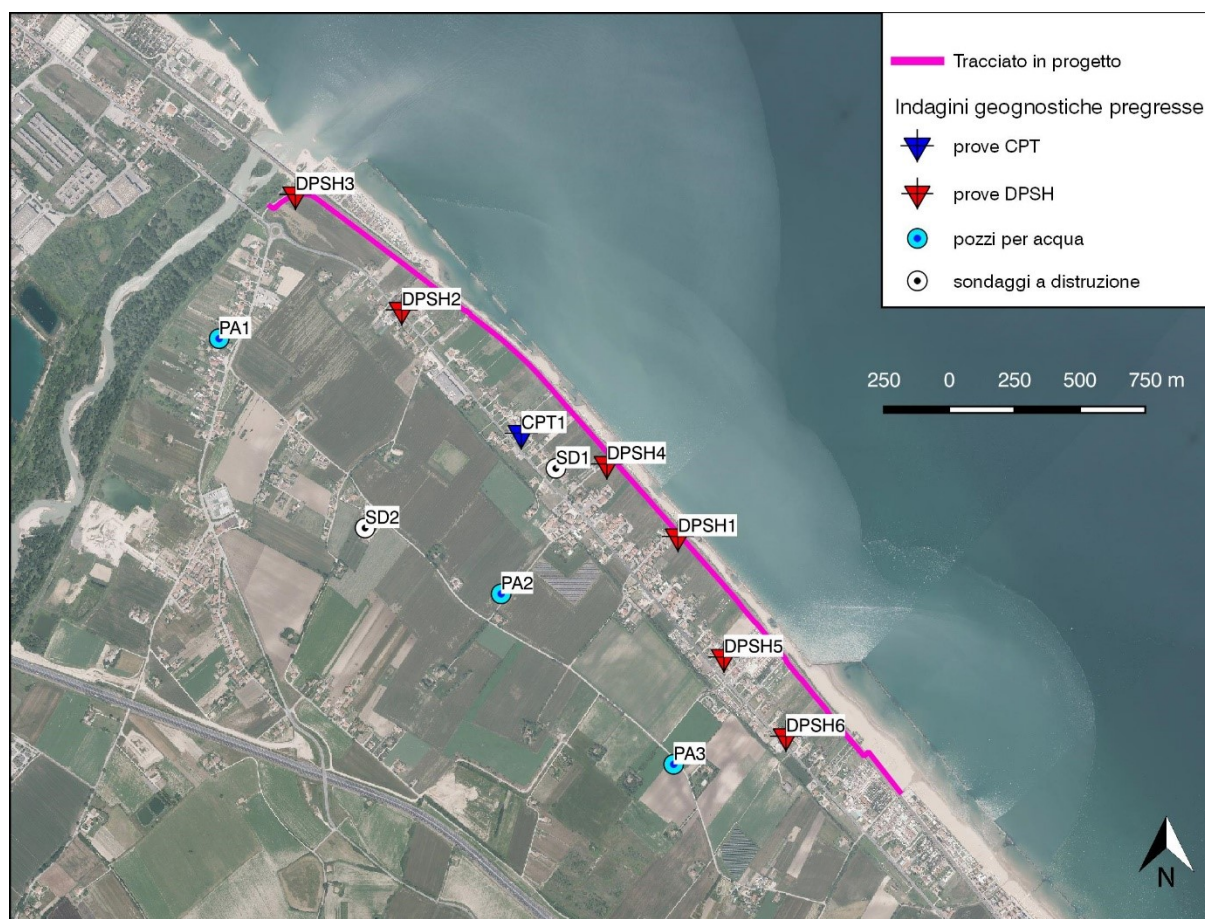 Tracciato in progetto
Indagini geognostiche pregresse
prove CPT
prove DPSH
pozzi per acqua
sondaggi a distruzione
250 0 250 500 750 m
DPSH3
DPSH2
PA1
CPT1
SD1
DPSH4
SD2
DPSH1
PA2
DPSH5
DPSH6
PA3
N